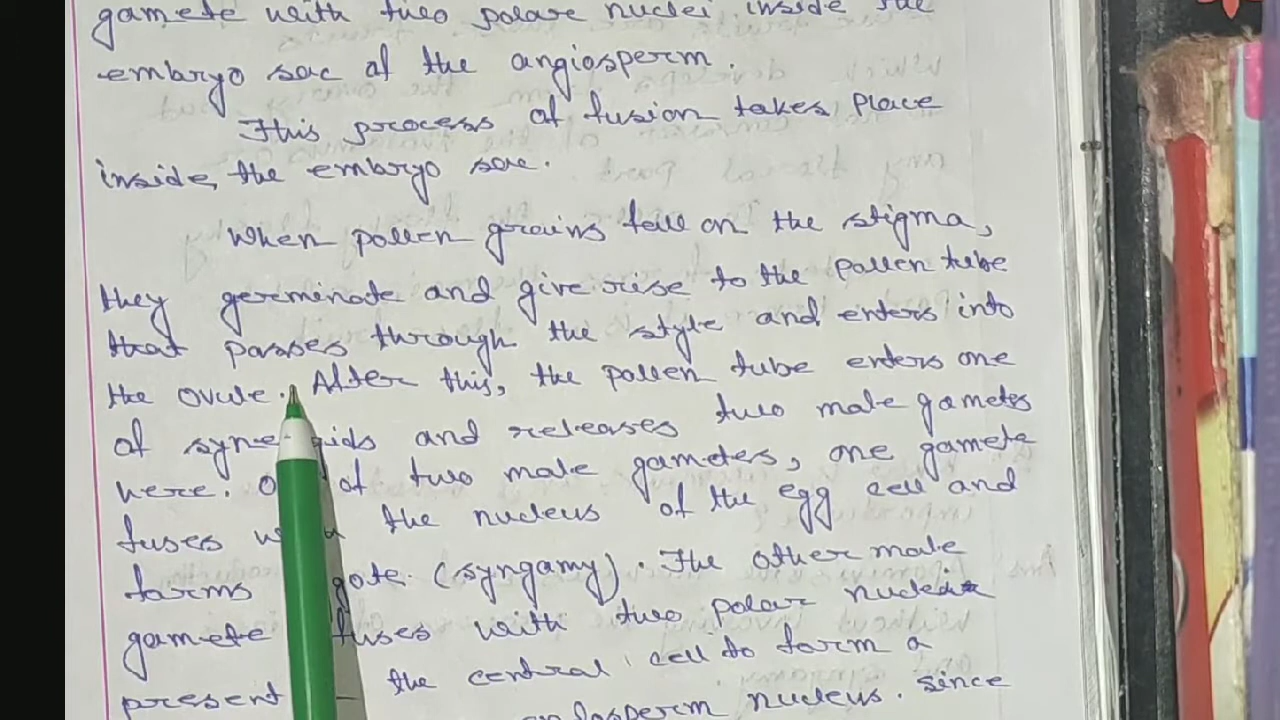 gamete with two polar nuclei inside the
embryo sac of the angiosperm.
This process of fusion takes place
inside the embryo sac.
When pollen grains fall on the stigma,
they germinate and give rise to the pollen tube
that passes through the style and enters into
the ovule. After this, the pollen tube enters one
of and releases two male gametes
here. of two male gametes, one gamete
fuses the nucleus of the egg cell and
forms (syngamy). The other male
gamete fuses with two polar nuclei
present the central cell to form a
nucleus. Since